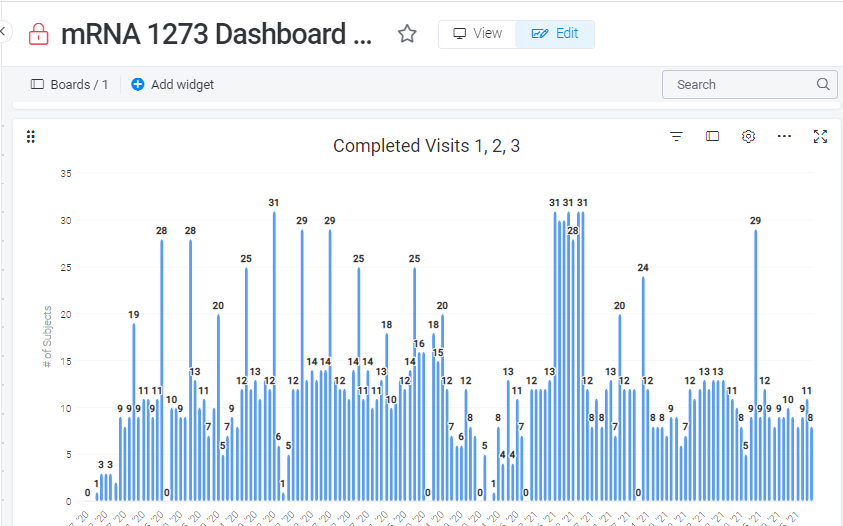 mRNA 1273 Dashboard ...
View
Edit
Boards / 1
Add widget
Search
Completed Visits 1, 2, 3
# of Subjects
35
30
25
20
15
10
5
0
0 1 3 3 9 9 19 9 11 9 11 28 0 10 9 28 13 11 7 20 5 7 9 12 25 12 13 12 31 6 1 5 12 29 14 14 29 12 14 25 11 14 11 13 18 10 12 14 25 16 0 18 15 20 12 7 6 12 8 0 5 1 8 4 13 4 11 7 0 12 12 13 31 31 28 31 12 8 8 12 13 7 20 12 0 24 12 8 8 9 7 12 12 13 13 11 8 5 9 29 9 12 9 9 10 9 11 8